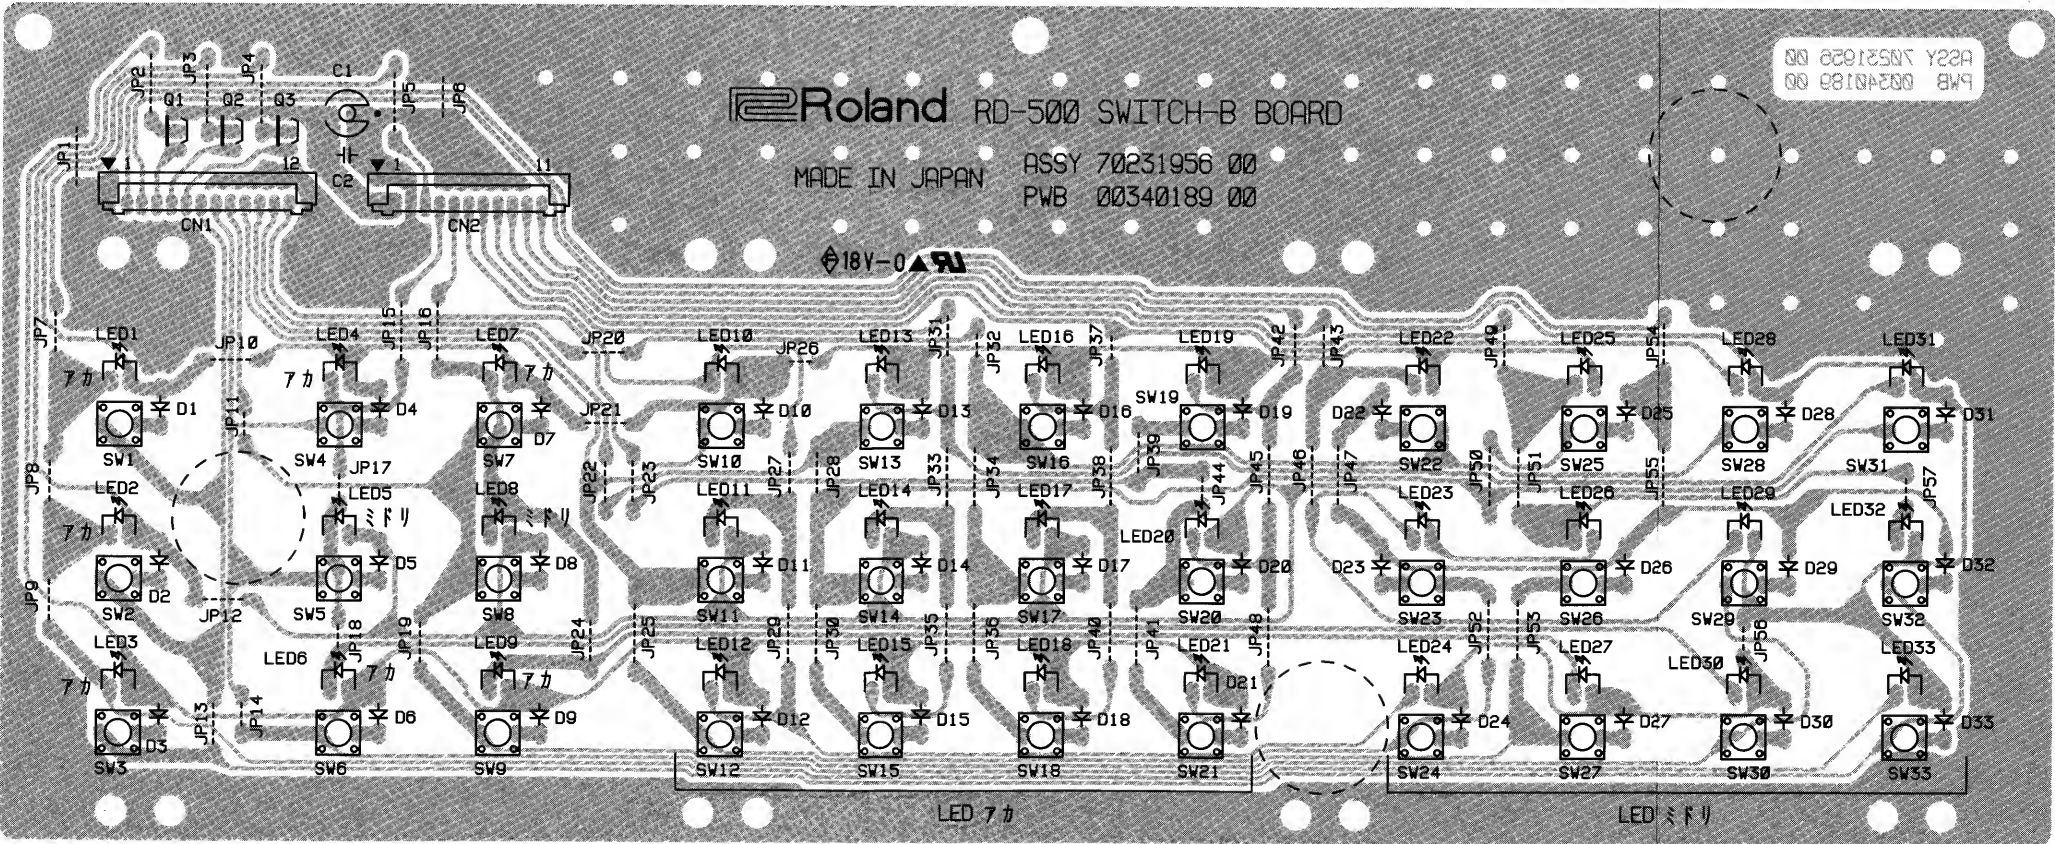 ASSY 70231956 00
PWB 00340189 00
JP2 JP3 JP4 C1 JP5 JP6
Q1 Q2 Q3
Roland RD-500 SWITCH-B BOARD
JP1
1 12 C2 1 11
MADE IN JAPAN ASSY 70231956 00
PWB 00340189 00
CN1 CN2
18V-0
JP7 LED1 JP10 LED4 JP15 JP16 LED7 JP20 LED10 JP26 LED13 JP31 JP32 LED16 JP37 LED19 JP42 JP43 LED22 JP49 LED25 JP54 LED28 LED31
アカ アカ アカ
D1 JP11 D4 D7 JP21 D10 D13 D16 SW19 D19 D22 D25 D28 D31
SW1 SW4 SW7 SW10 SW13 SW16 JP39 SW22 SW25 SW28 SW31
JP8 JP17 JP22 JP23 JP27 JP28 JP33 JP34 JP38 JP44 JP45 JP46 JP47 JP50 JP51 JP55 JP57
LED2 LED5 LED8 LED11 LED14 LED17 LED20 LED23 LED26 LED29 LED32
アカ ミドリ ミドリ
D2 D5 D8 D11 D14 D17 D20 D23 D26 D29 D32
SW2 JP12 SW5 SW8 SW11 SW14 SW17 SW20 SW23 SW26 SW29 SW32
JP9 JP18 JP19 JP24 JP25 JP29 JP30 JP35 JP36 JP40 JP41 JP48 JP52 JP53 JP56
LED3 LED6 LED9 LED12 LED15 LED18 LED21 LED24 LED27 LED30 LED33
アカ アカ アカ
D3 JP13 JP14 D6 D9 D12 D15 D18 D21 D24 D27 D30 D33
SW3 SW6 SW9 SW12 SW15 SW18 SW21 SW24 SW27 SW30 SW33
LED アカ LED ミドリ